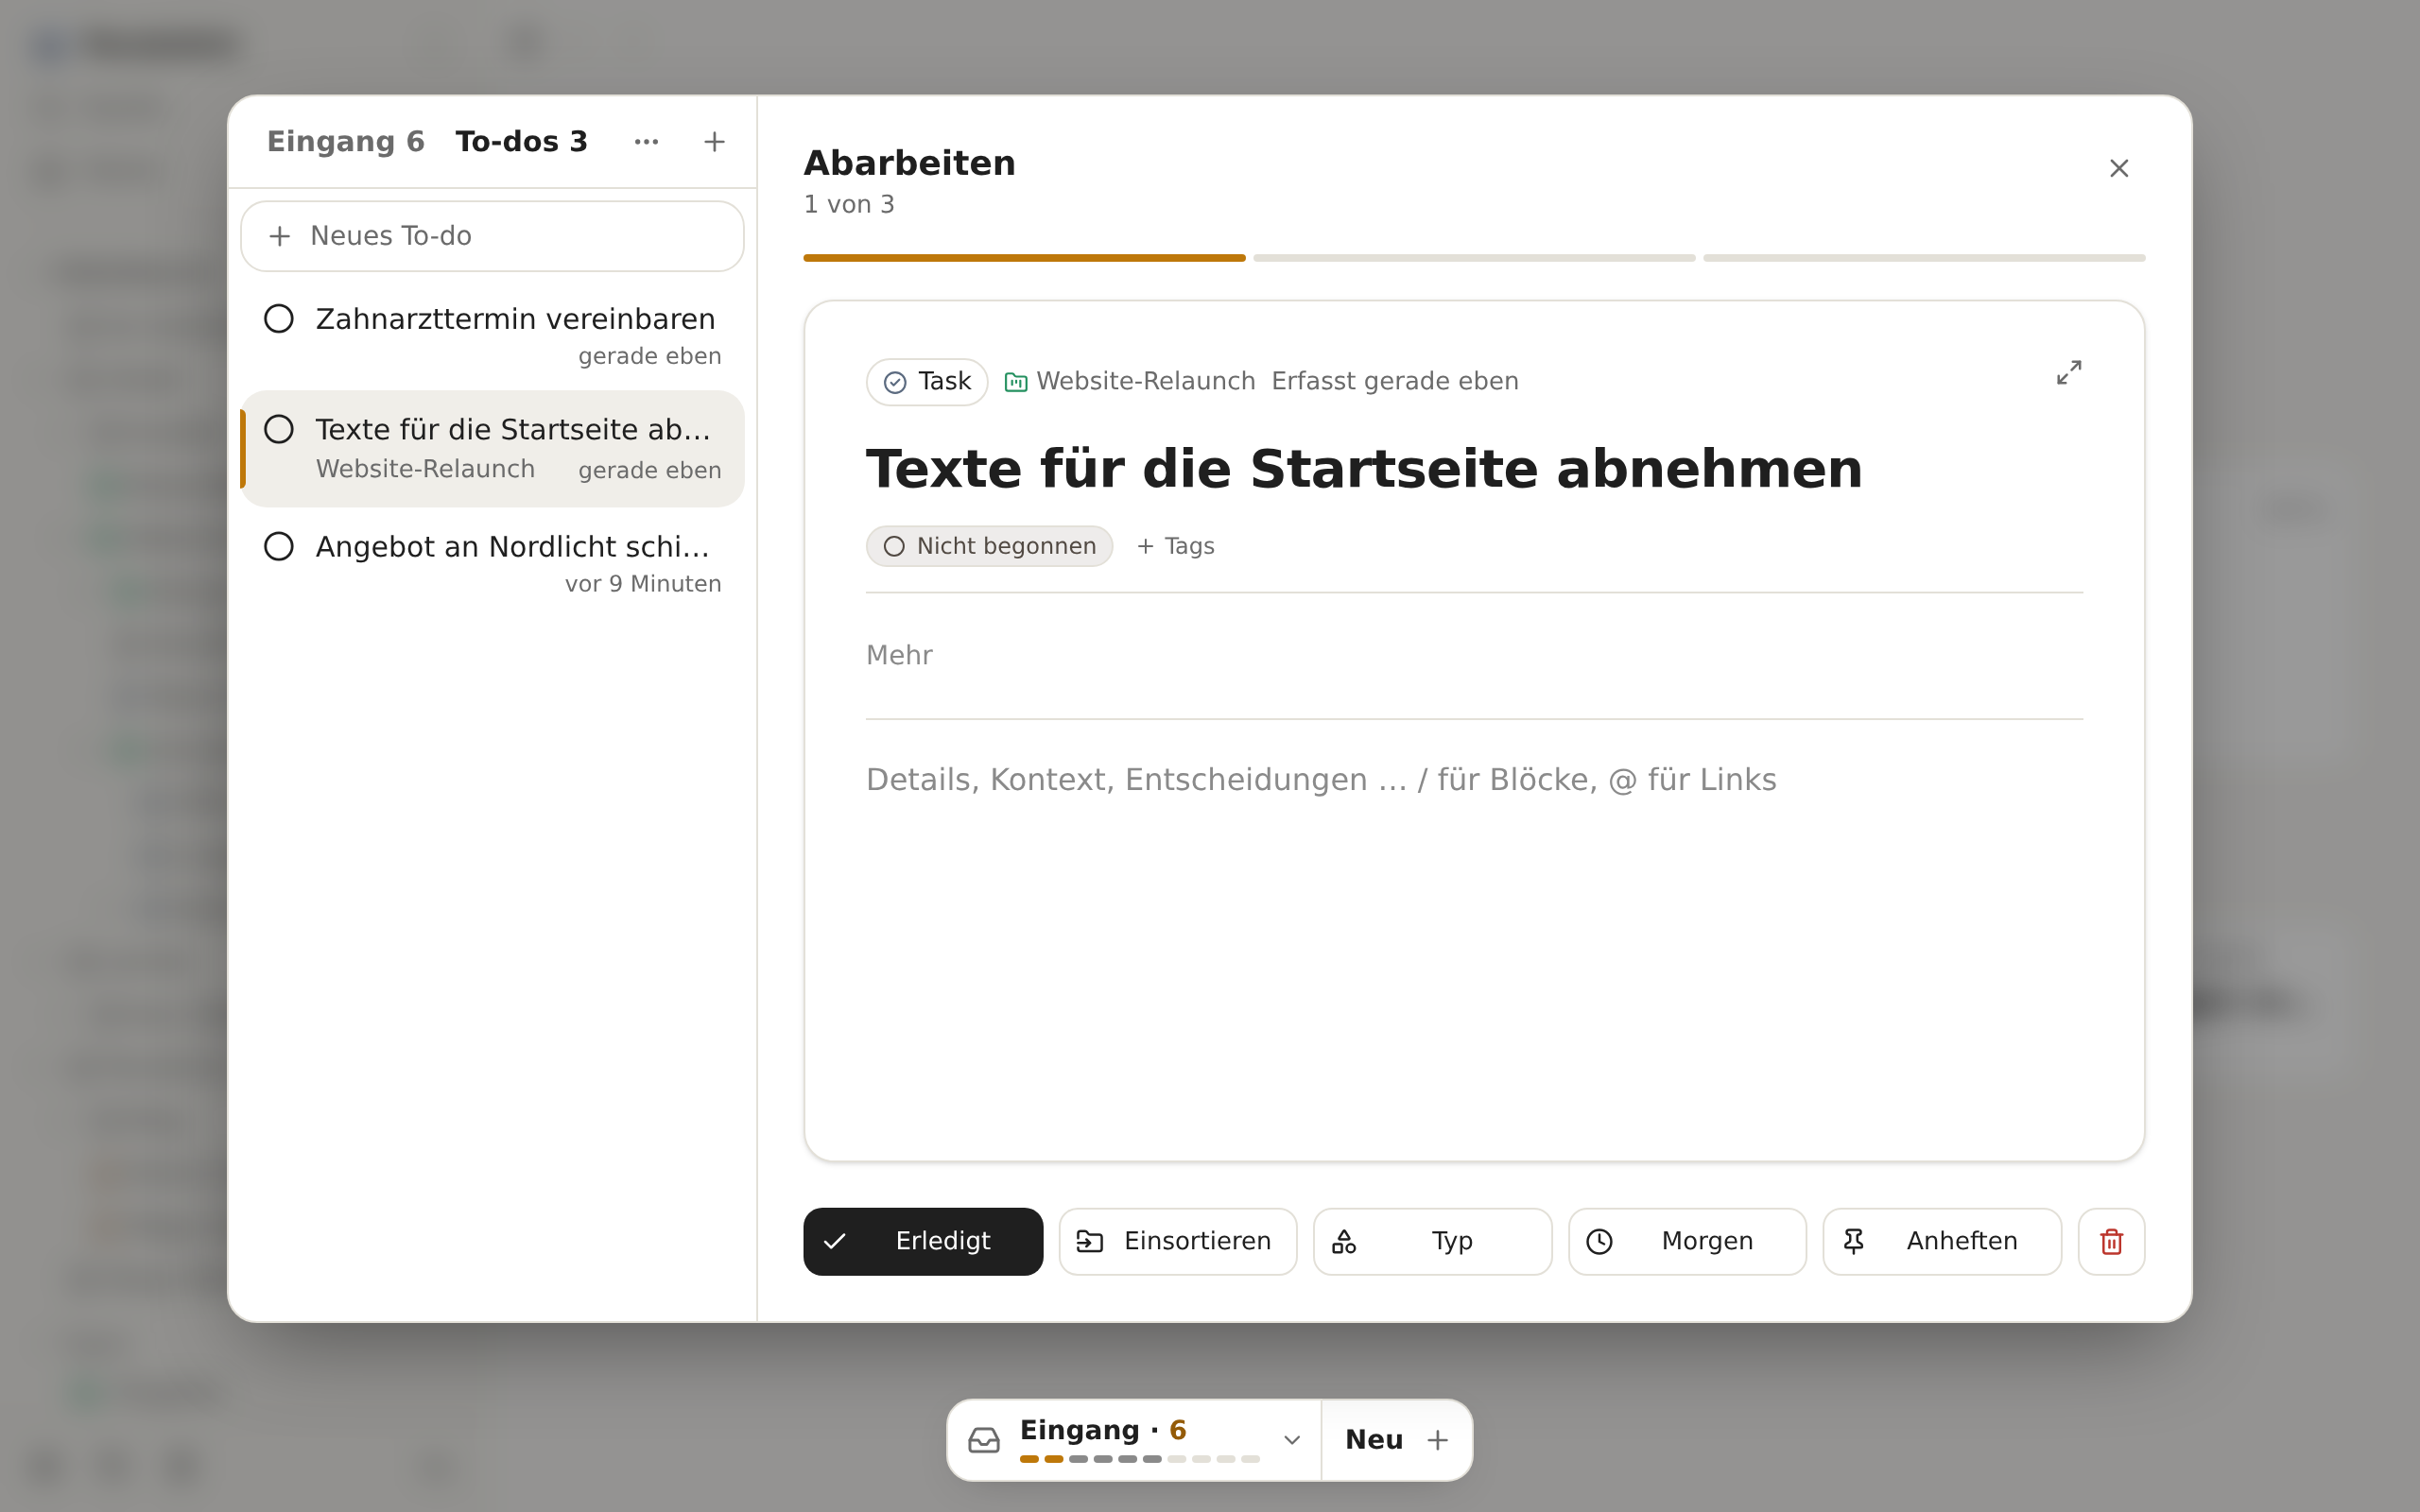 Eingang 6 To-dos 3
Neues To-do
Zahnarzttermin vereinbaren
gerade eben
Texte für die Startseite ab…
Website-Relaunch gerade eben
Angebot an Nordlicht schi…
vor 9 Minuten
Abarbeiten
1 von 3
Task Website-Relaunch Erfasst gerade eben
Texte für die Startseite abnehmen
Nicht begonnen + Tags
Mehr
Details, Kontext, Entscheidungen … / für Blöcke, @ für Links
Erledigt Einsortieren Typ Morgen Anheften
Eingang · 6
Neu